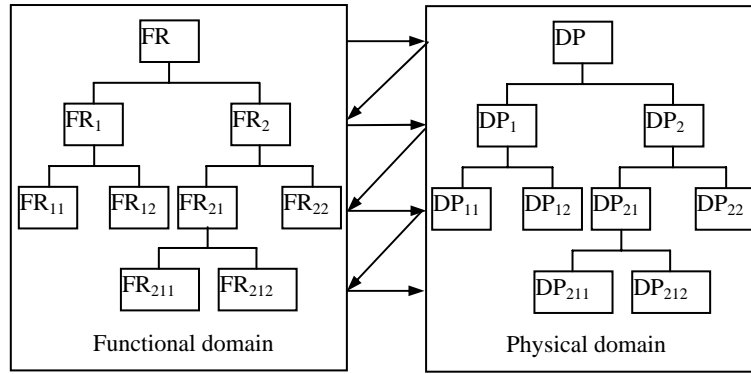 FR
FR₁ FR₂
FR₁₁ FR₁₂ FR₂₁ FR₂₂
FR₂₁₁ FR₂₁₂
Functional domain
DP
DP₁ DP₂
DP₁₁ DP₁₂ DP₂₁ DP₂₂
DP₂₁₁ DP₂₁₂
Physical domain